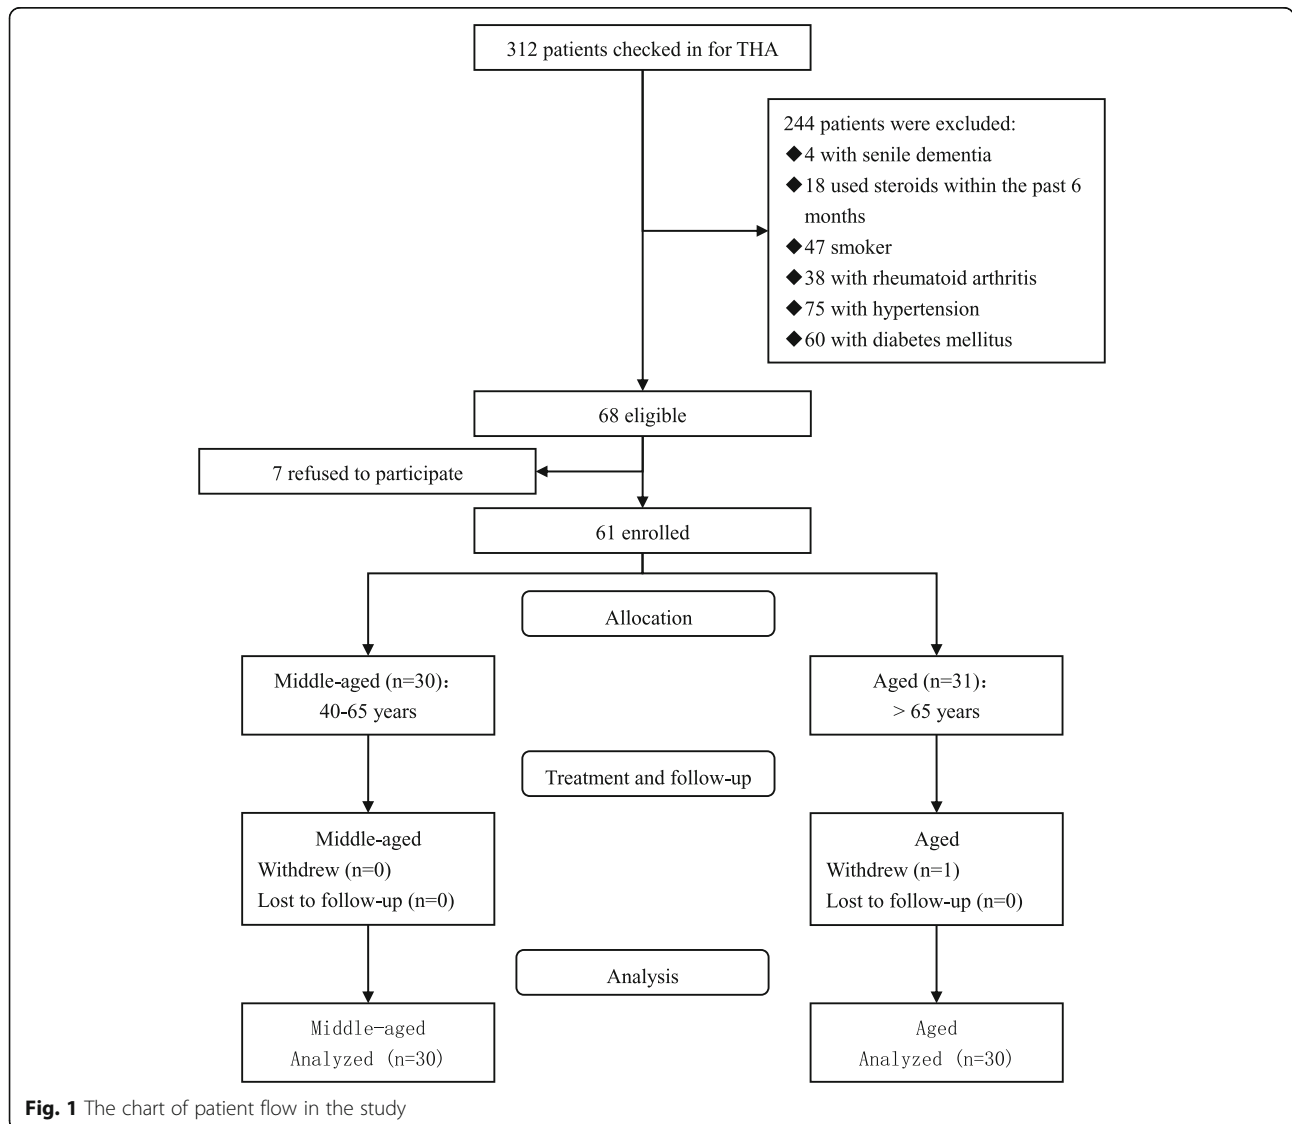 312 patients checked in for THA
244 patients were excluded:
◆4 with senile dementia
◆18 used steroids within the past 6
months
◆47 smoker
◆38 with rheumatoid arthritis
◆75 with hypertension
◆60 with diabetes mellitus
68 eligible
7 refused to participate
61 enrolled
Allocation
Middle-aged (n=30):
40-65 years
Aged (n=31):
> 65 years
Treatment and follow-up
Middle-aged
Withdrew (n=0)
Lost to follow-up (n=0)
Aged
Withdrew (n=1)
Lost to follow-up (n=0)
Analysis
Middle-aged
Analyzed (n=30)
Aged
Analyzed (n=30)
Fig. 1 The chart of patient flow in the study